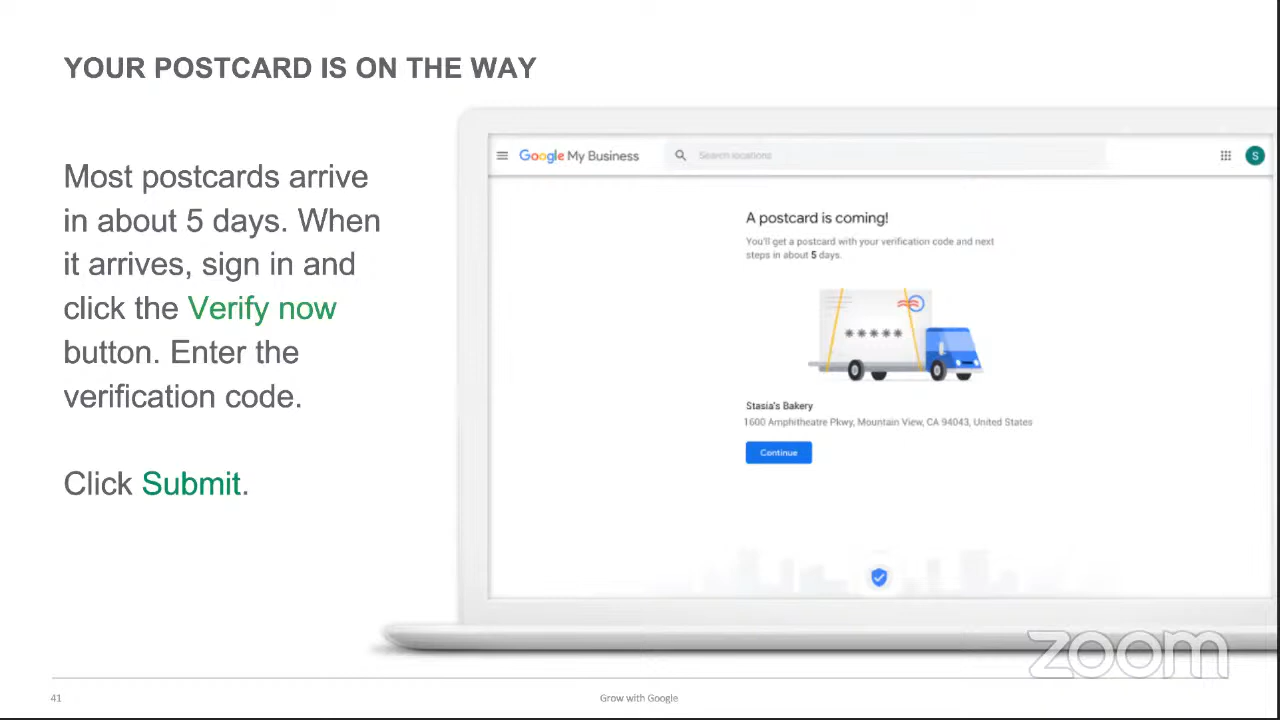 YOUR POSTCARD IS ON THE WAY
Most postcards arrive
in about 5 days. When
it arrives, sign in and
click the Verify now
button. Enter the
verification code.
Click Submit.
Google My Business
Search locations
S
A postcard is coming!
You'll get a postcard with your verification code and next
steps in about 5 days.
*****
Stasia's Bakery
1600 Amphitheatre Pkwy, Mountain View, CA 94043, United States
Continue
zoom
41
Grow with Google